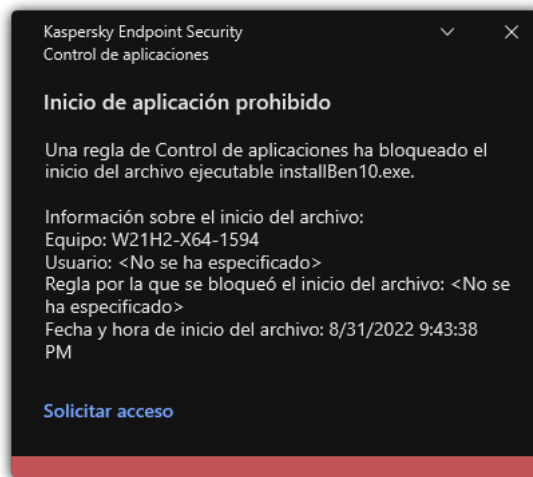 Kaspersky Endpoint Security
Control de aplicaciones
Inicio de aplicación prohibido
Una regla de Control de aplicaciones ha bloqueado el
inicio del archivo ejecutable installBen10.exe.
Información sobre el inicio del archivo:
Equipo: W21H2-X64-1594
Usuario: <No se ha especificado>
Regla por la que se bloqueó el inicio del archivo: <No se
ha especificado>
Fecha y hora de inicio del archivo: 8/31/2022 9:43:38
PM
Solicitar acceso